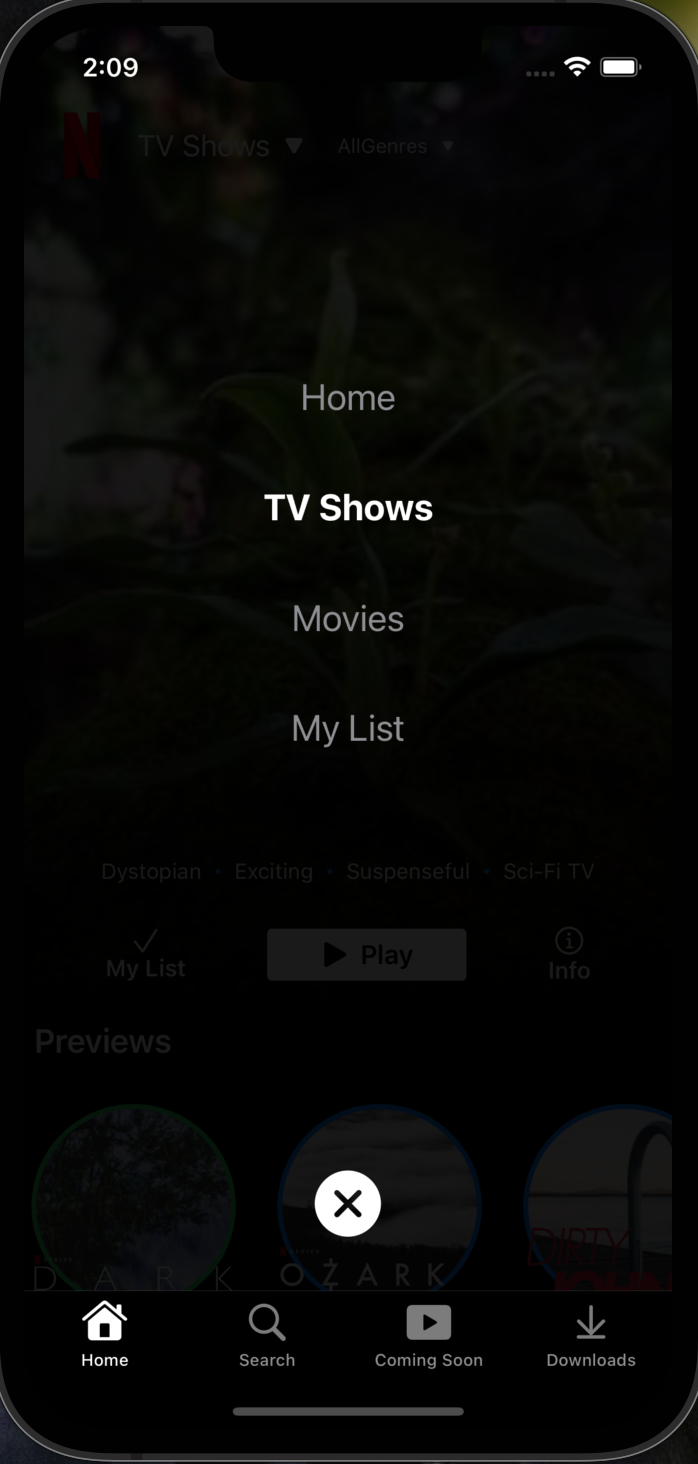 2:09
N
TV Shows ▼ AllGenres ▼
Home
TV Shows
Movies
My List
Dystopian • Exciting • Suspenseful • Sci-Fi TV
My List
Play
Info
Previews
DARK
OZARK
DIRTY
JOHN
Home
Search
Coming Soon
Downloads